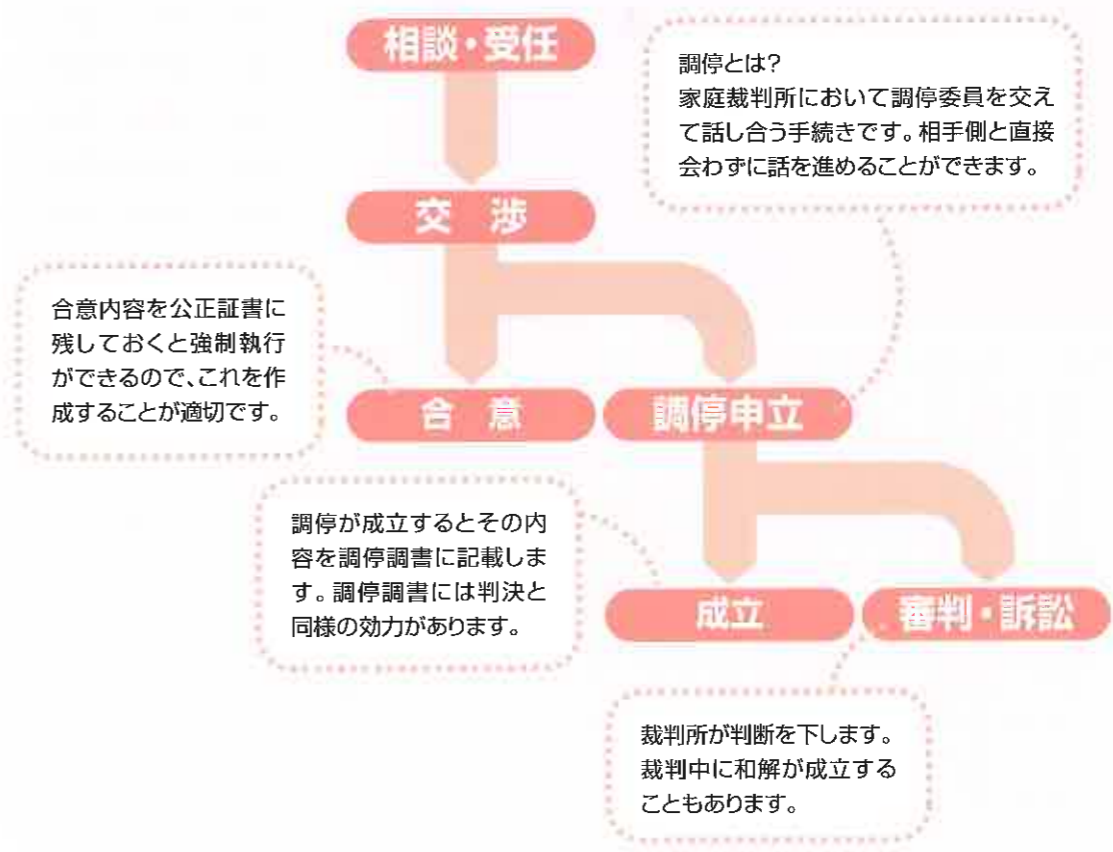 相談・受任
調停とは?
家庭裁判所において調停委員を交え
て話し合う手続きです。相手側と直接
会わずに話を進めることができます。
交 渉
合意内容を公正証書に
残しておくと強制執行
ができるので、これを作
成することが適切です。
合 意
調停申立
調停が成立するとその内
容を調停調書に記載しま
す。調停調書には判決と
同様の効力があります。
成立
審判・訴訟
裁判所が判断を下します。
裁判中に和解が成立する
こともあります。